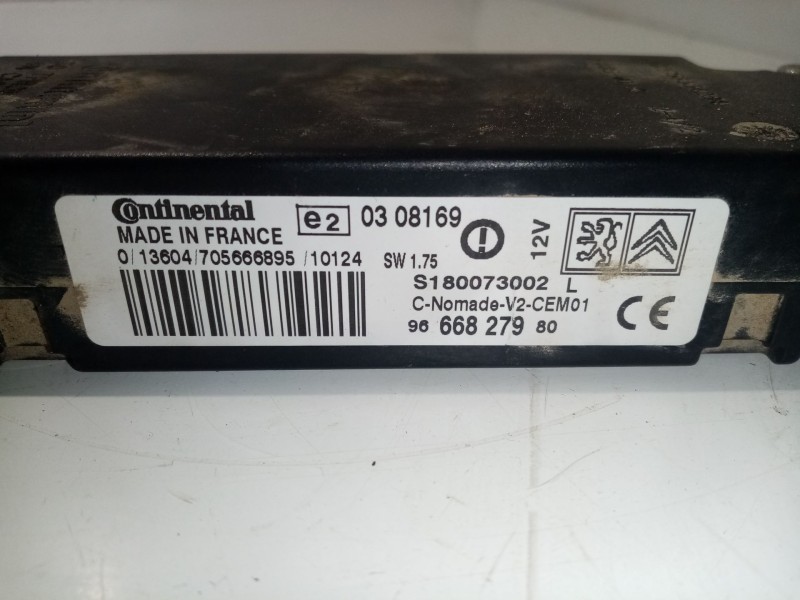 Continental
MADE IN FRANCE
e2 03 08169
0/13604/705666895/10124 SW 1.75
12V
S180073002 L
C-Nomade-V2-CEM01
96 668 279 80
CE